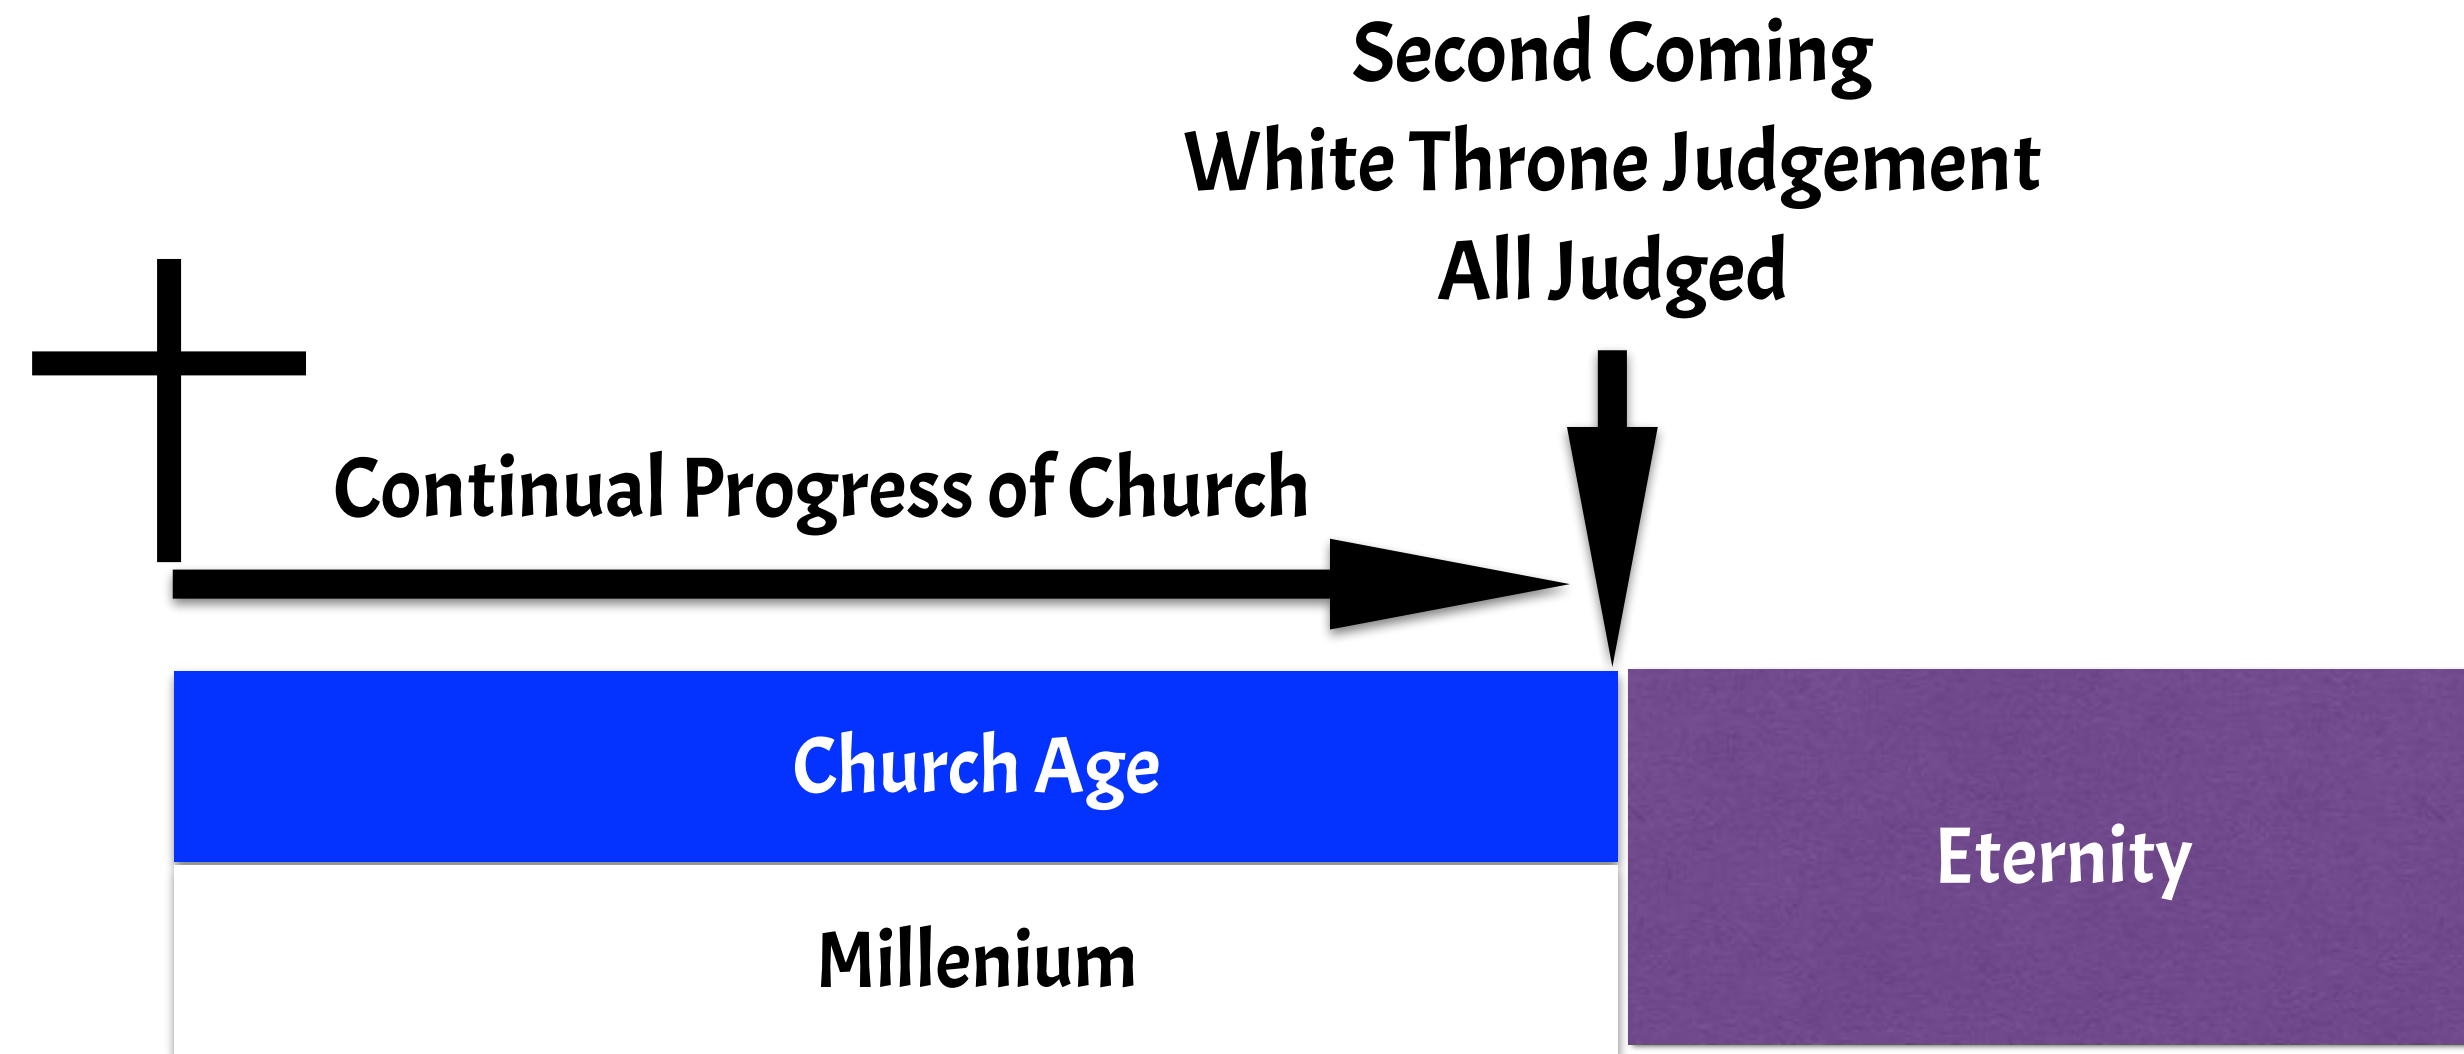 Second Coming
White Throne Judgement
All Judged
Continual Progress of Church
Church Age
Eternity
Millenium